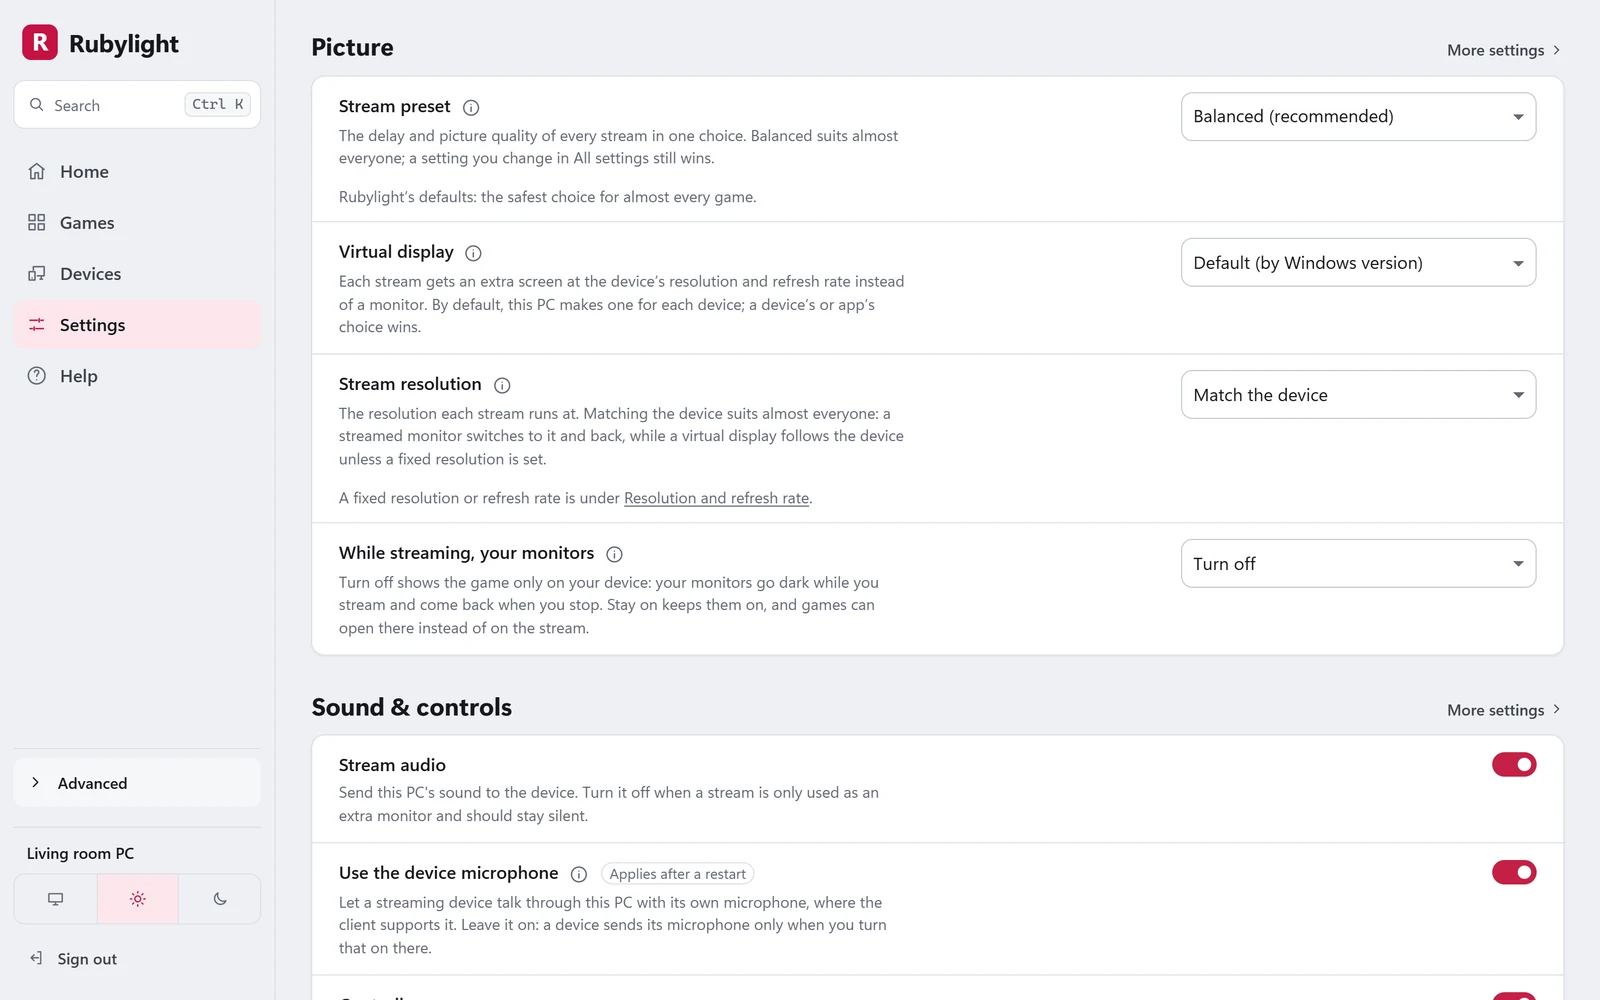 R Rubylight
Search Ctrl K
Home
Games
Devices
Settings
Help
Advanced
Living room PC
Sign out
Picture
More settings
Stream preset
The delay and picture quality of every stream in one choice. Balanced suits almost
everyone; a setting you change in All settings still wins.
Rubylight’s defaults: the safest choice for almost every game.
Balanced (recommended)
Virtual display
Each stream gets an extra screen at the device’s resolution and refresh rate instead
of a monitor. By default, this PC makes one for each device; a device’s or app’s
choice wins.
Default (by Windows version)
Stream resolution
The resolution each stream runs at. Matching the device suits almost everyone: a
streamed monitor switches to it and back, while a virtual display follows the device
unless a fixed resolution is set.
A fixed resolution or refresh rate is under Resolution and refresh rate.
Match the device
While streaming, your monitors
Turn off shows the game only on your device: your monitors go dark while you
stream and come back when you stop. Stay on keeps them on, and games can
open there instead of on the stream.
Turn off
Sound & controls
More settings
Stream audio
Send this PC's sound to the device. Turn it off when a stream is only used as an
extra monitor and should stay silent.
Use the device microphone Applies after a restart
Let a streaming device talk through this PC with its own microphone, where the
client supports it. Leave it on: a device sends its microphone only when you turn
that on there.